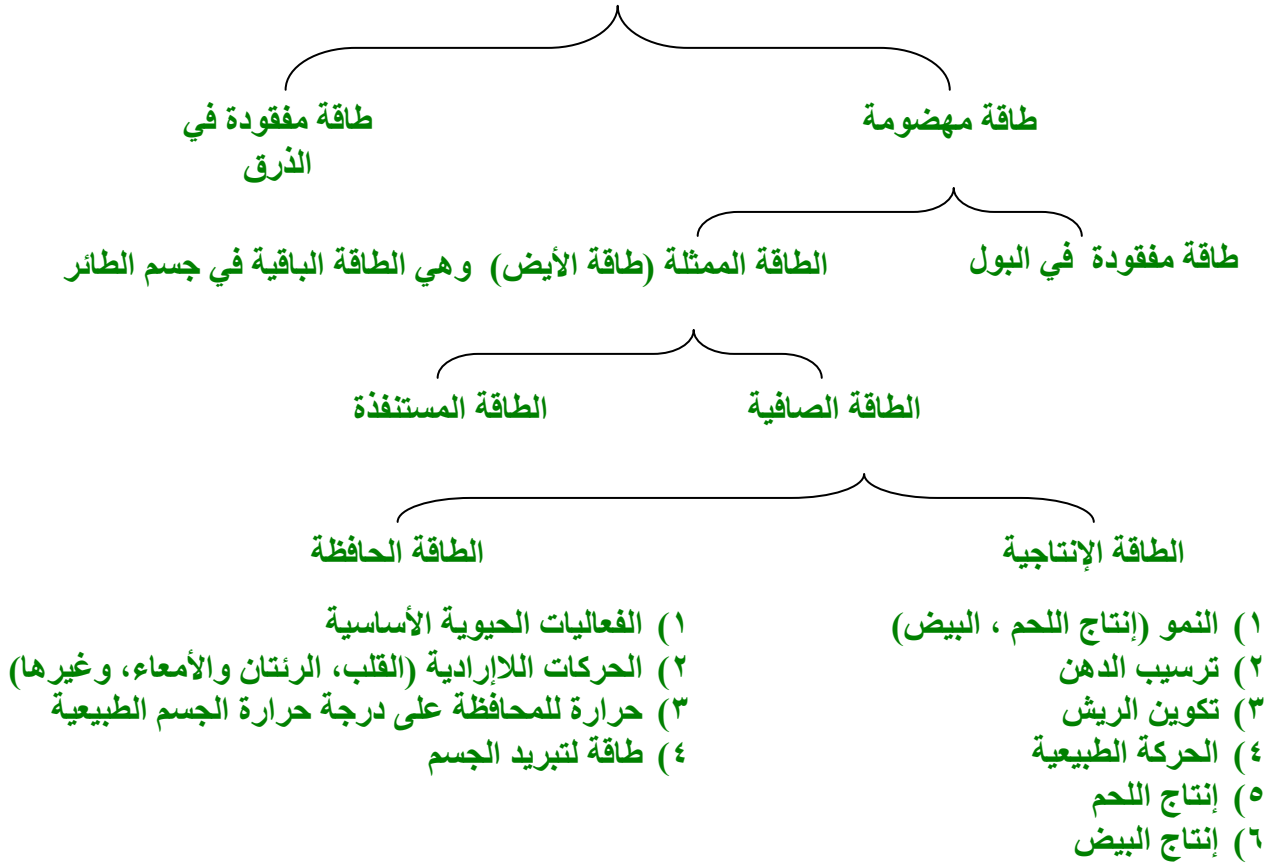 طاقة مهضومة
طاقة مفقودة في
الذرق
طاقة مفقودة في البول
الطاقة الممثلة (طاقة الأيض) وهي الطاقة الباقية في جسم الطائر
الطاقة الصافية
الطاقة المستنفذة
الطاقة الإنتاجية
١) النمو (إنتاج اللحم ، البيض)
٢) ترسيب الدهن
٣) تكوين الريش
٤) الحركة الطبيعية
٥) إنتاج اللحم
٦) إنتاج البيض
الطاقة الحافظة
١) الفعاليات الحيوية الأساسية
٢) الحركات اللاإرادية (القلب، الرئتان والأمعاء، وغيرها)
٣) حرارة للمحافظة على درجة حرارة الجسم الطبيعية
٤) طاقة لتبريد الجسم